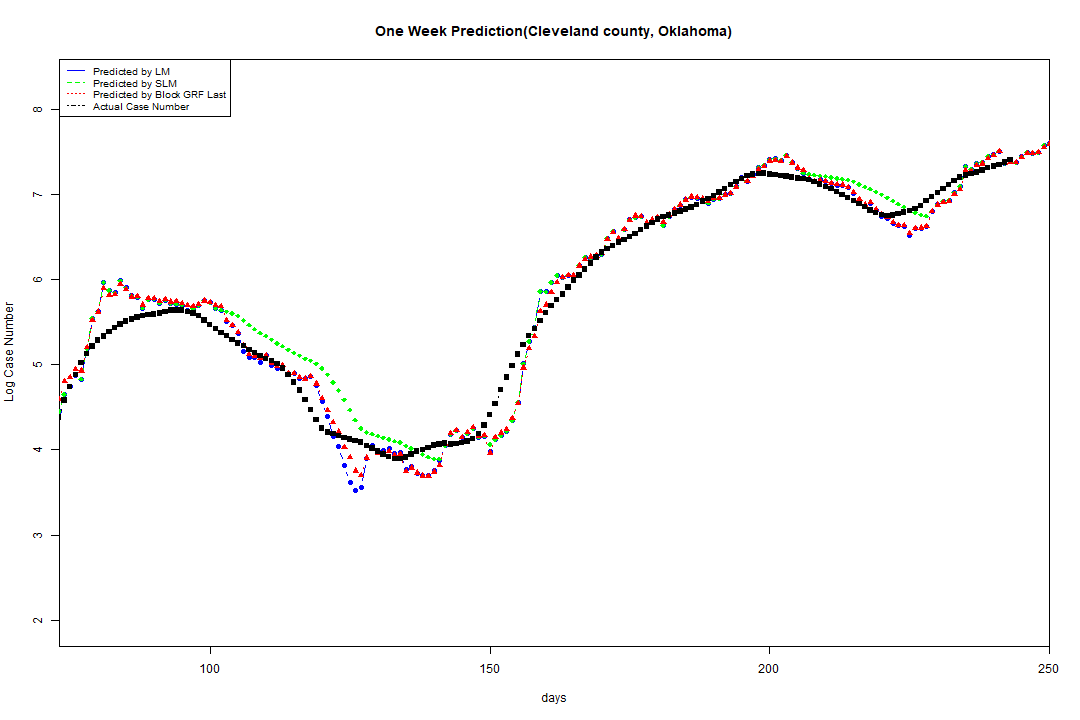 One Week Prediction(Cleveland county, Oklahoma)
Predicted by LM
Predicted by SLM
Predicted by Block GRF Last
Actual Case Number
8
7
6
5
4
3
2
Log Case Number
100
150
200
250
days